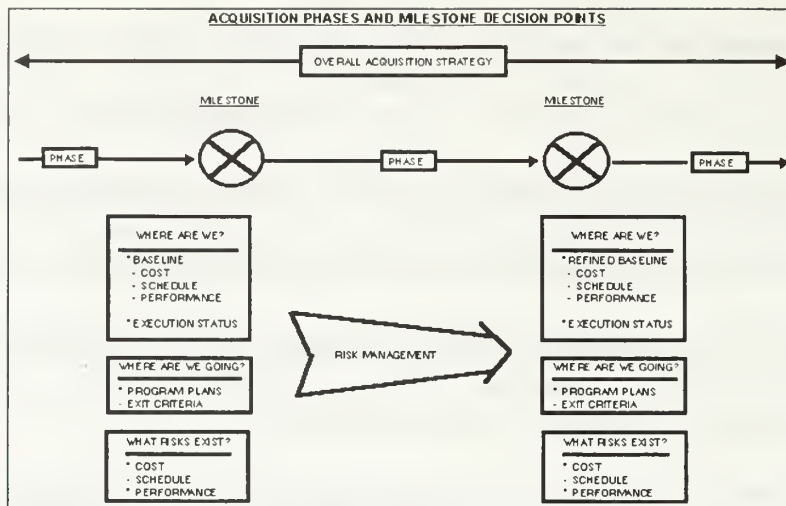 ACQUISITION PHASES AND MILESTONE DECISION POINTS
OVERALL ACQUISITION STRATEGY
MILESTONE
MILESTONE
PHASE
PHASE
PHASE
WHERE ARE WE?
* BASELINE
- COST
- SCHEDULE
- PERFORMANCE
* EXECUTION STATUS
WHERE ARE WE GOING?
* PROGRAM PLANS
- EXIT CRITERIA
WHAT RISKS EXIST?
* COST
- SCHEDULE
* PERFORMANCE
RISK MANAGEMENT
WHERE ARE WE?
* REFINED BASELINE
- COST
- SCHEDULE
- PERFORMANCE
* EXECUTION STATUS
WHERE ARE WE GOING?
* PROGRAM PLANS
- EXIT CRITERIA
WHAT RISKS EXIST?
* COST
- SCHEDULE
* PERFORMANCE